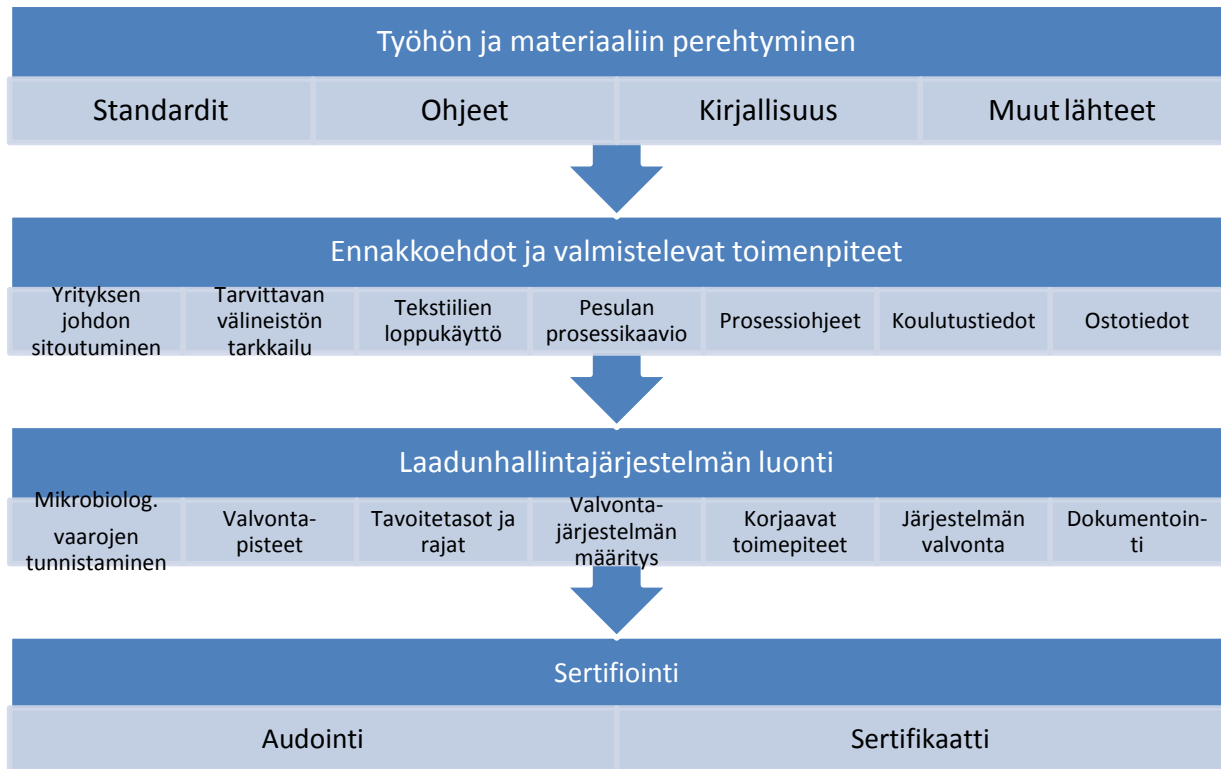 Työhön ja materiaaliin perehtyminen
Standardit
Ohjeet
Kirjallisuus
Muut lähteet
Ennakkoehdot ja valmistelevat toimenpiteet
Yrityksen
johdon
sitoutuminen
Tarvittavan
välineistön
tarkkailu
Tekstiilien
loppukäyttö
Pesulan
prosessikaavio
Prosessiohjeet
Koulutustiedot
Ostotiedot
Laadunhallintajärjestelmän luonti
Mikrobiolog.
vaarojen
tunnistaminen
Valvonta-
pisteet
Tavoitetasot ja
rajat
Valvonta-
järjestelmän
määritys
Korjaavat
toimepiteet
Järjestelmän
valvonta
Dokumentoin-
ti
Sertifiointi
Audointi
Sertifikaatti